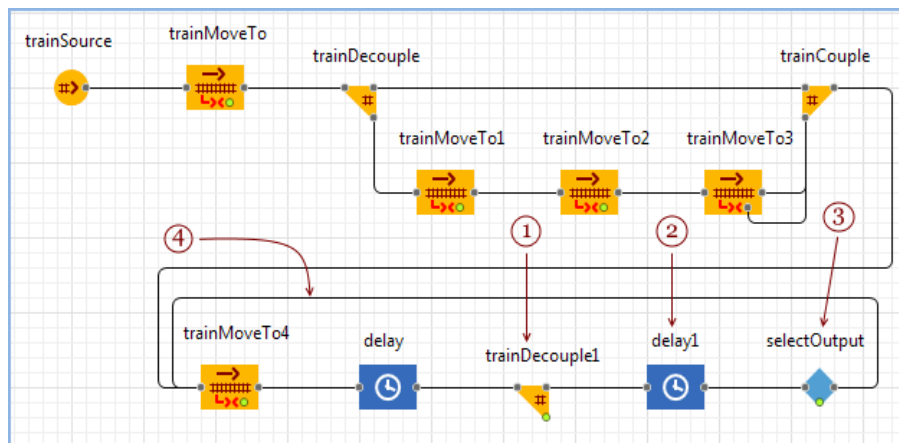 trainSource
trainMoveTo
trainDecouple
trainCouple
trainMoveTo1
trainMoveTo2
trainMoveTo3
4
1
2
3
trainMoveTo4
delay
trainDecouple1
delay1
selectOutput